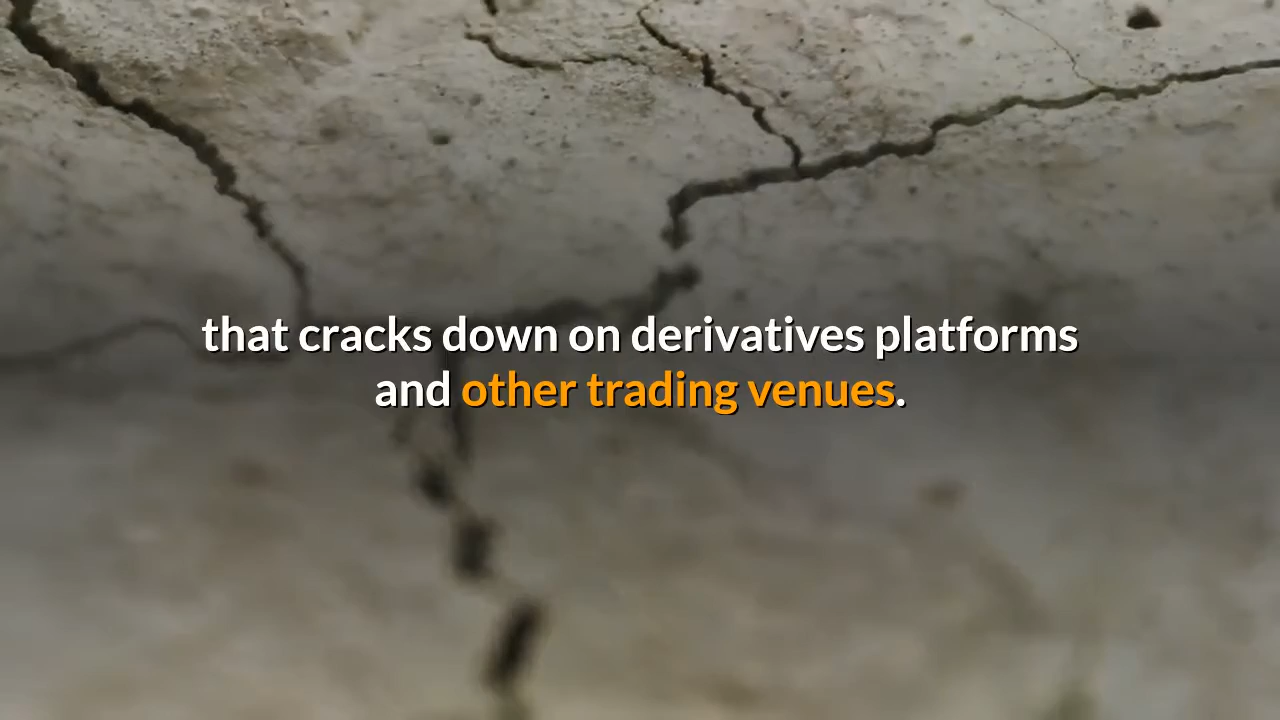 that cracks down on derivatives platforms
and other trading venues.